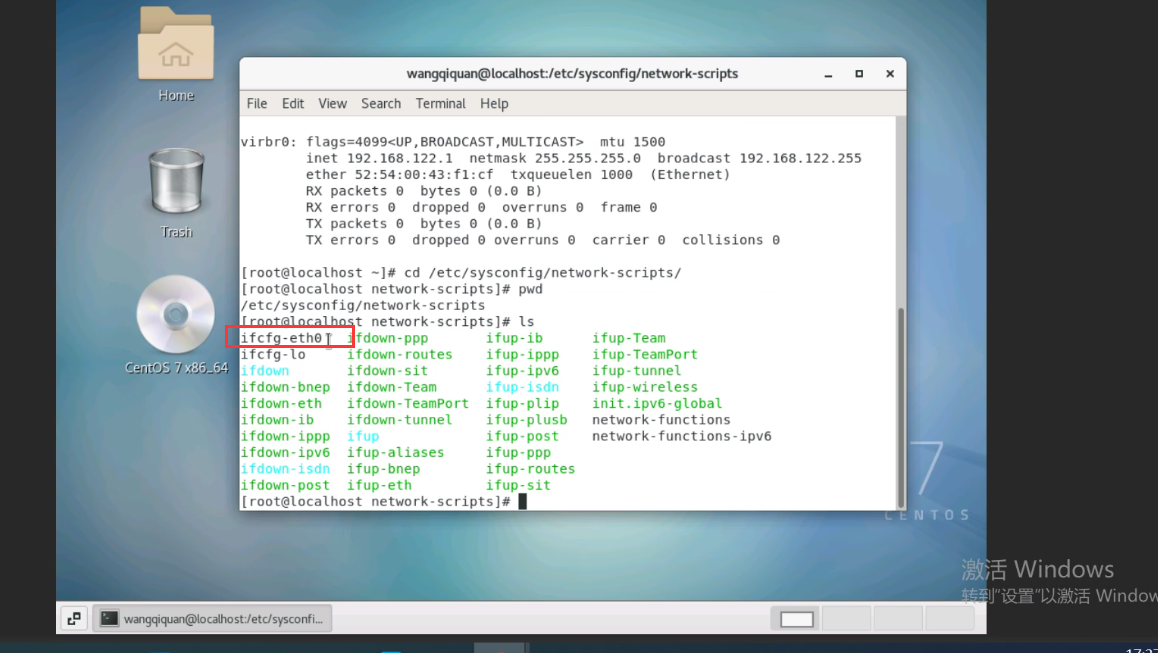 Home
Trash
CentOS 7 x86_64
wangqiquan@localhost:/etc/sysconfig/network-scripts
File Edit View Search Terminal Help
virbr0: flags=4099<UP,BROADCAST,MULTICAST>  mtu 1500
        inet 192.168.122.1  netmask 255.255.255.0  broadcast 192.168.122.255
        ether 52:54:00:43:f1:cf  txqueuelen 1000  (Ethernet)
        RX packets 0  bytes 0 (0.0 B)
        RX errors 0  dropped 0  overruns 0  frame 0
        TX packets 0  bytes 0 (0.0 B)
        TX errors 0  dropped 0 overruns 0  carrier 0  collisions 0
[root@localhost ~]# cd /etc/sysconfig/network-scripts/
[root@localhost network-scripts]# pwd
/etc/sysconfig/network-scripts
[root@localhost network-scripts]# ls
ifcfg-eth0   ifdown-ppp     ifup-ib      ifup-Team
ifcfg-lo     ifdown-routes  ifup-ippp    ifup-TeamPort
ifdown       ifdown-sit     ifup-ipv6    ifup-tunnel
ifdown-bnep  ifdown-Team    ifup-isdn    ifup-wireless
ifdown-eth   ifdown-TeamPort  ifup-plip    init.ipv6-global
ifdown-ib    ifdown-tunnel  ifup-plusb   network-functions
ifdown-ippp  ifup           ifup-post    network-functions-ipv6
ifdown-ipv6  ifup-aliases   ifup-ppp
ifdown-isdn  ifup-bnep      ifup-routes
ifdown-post  ifup-eth       ifup-sit
[root@localhost network-scripts]#
7
CENTOS
激活 Windows
转到"设置"以激活 Window
wangqiquan@localhost:/etc/sysconfi...